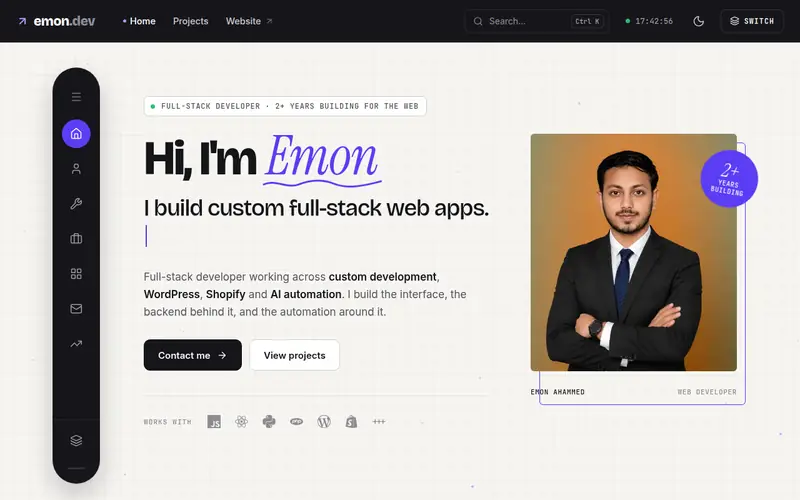 emon.dev
Home
Projects
Website
Search...
Ctrl K
17:42:56
SWITCH
FULL-STACK DEVELOPER · 2+ YEARS BUILDING FOR THE WEB
Hi, I'm Emon
I build custom full-stack web apps.
Full-stack developer working across custom development,
WordPress, Shopify and AI automation. I build the interface, the
backend behind it, and the automation around it.
Contact me
View projects
WORKS WITH
JS
php
2+
YEARS
BUILDING
EMON AHAMMED
WEB DEVELOPER